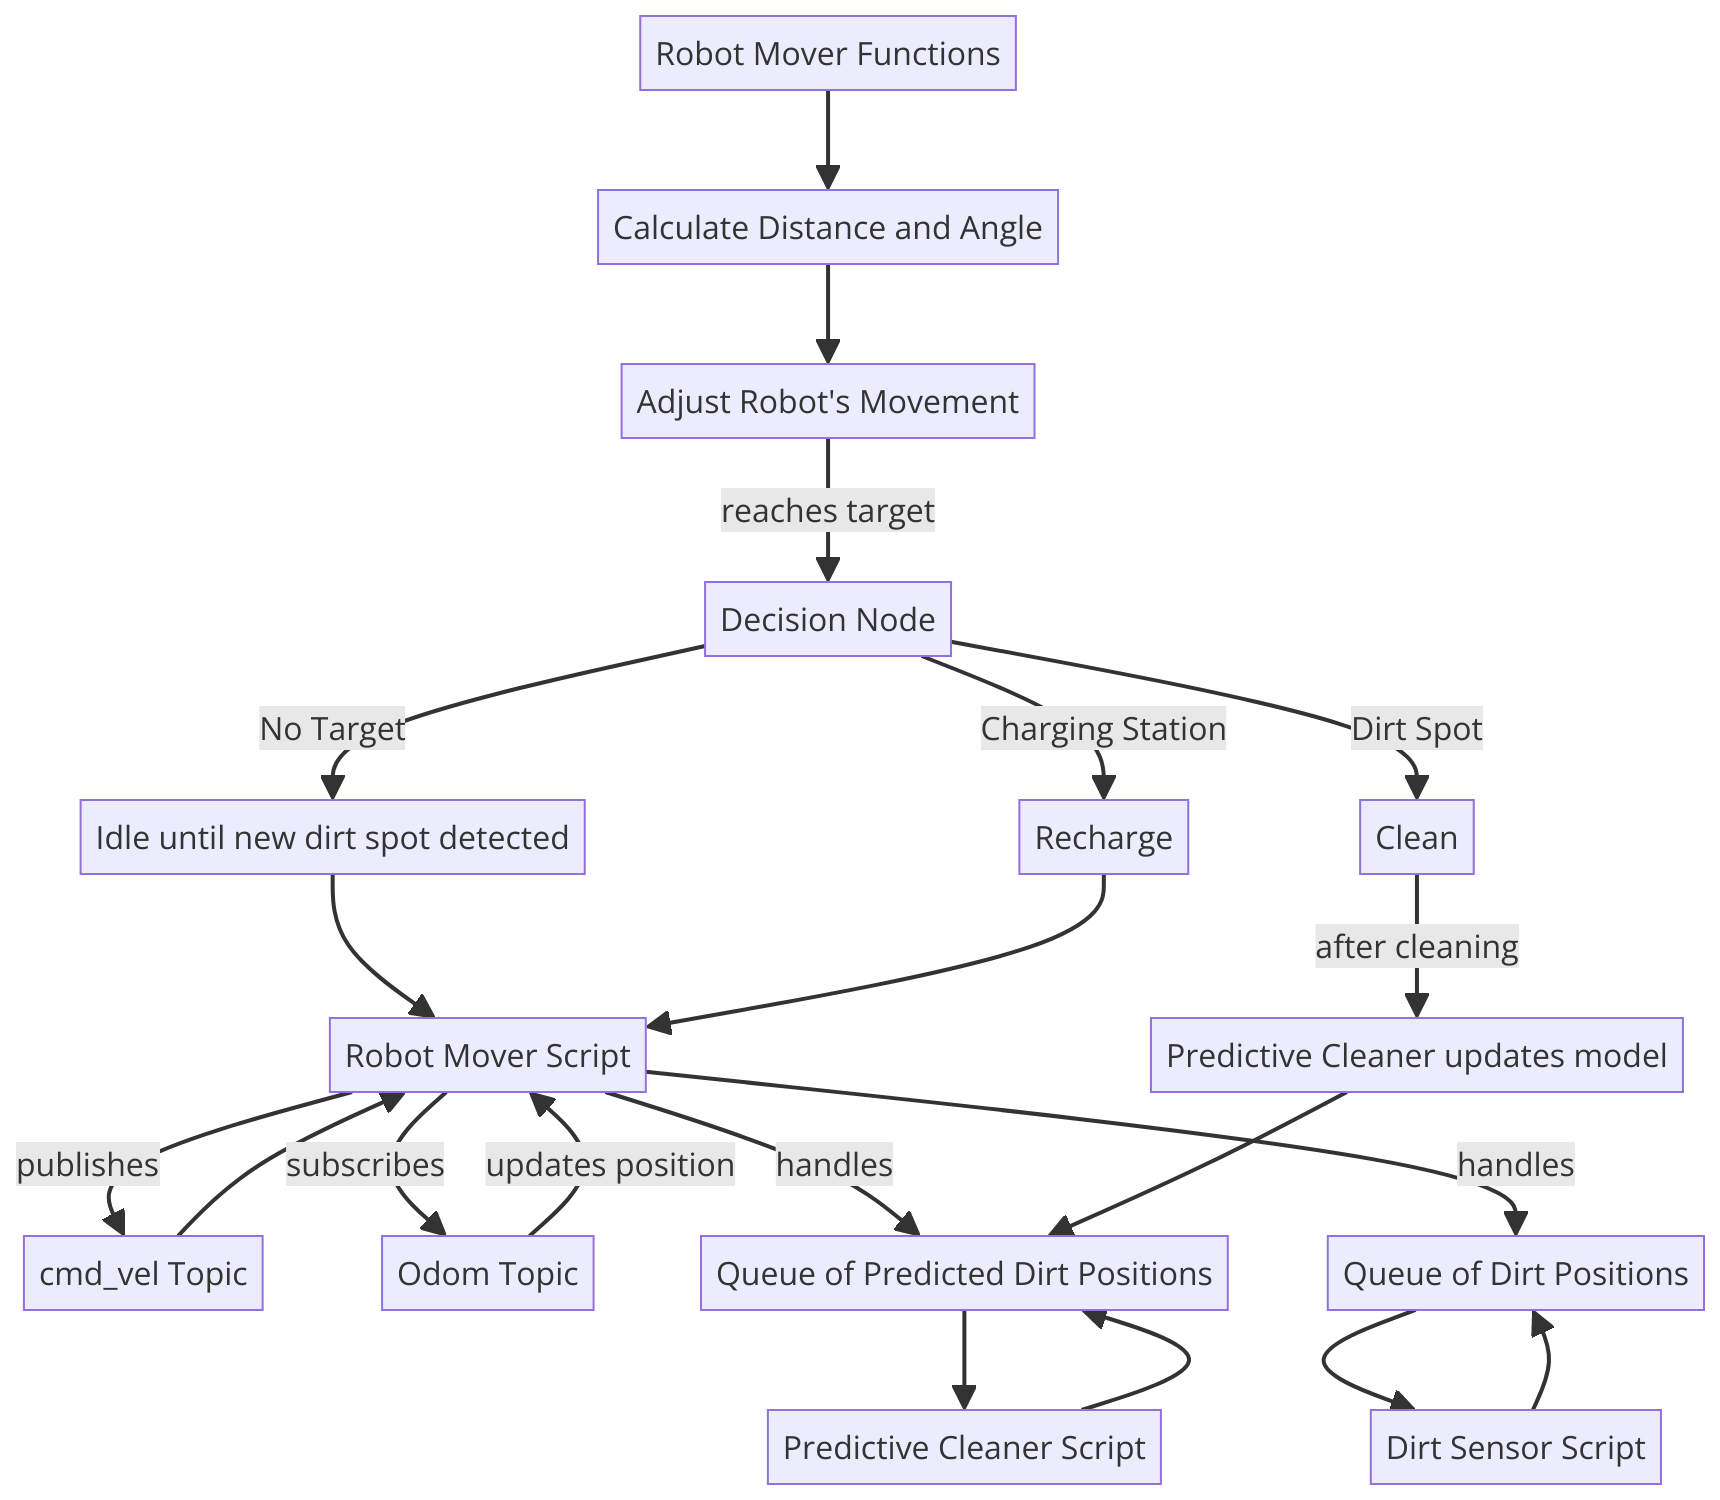 Robot Mover Functions
Calculate Distance and Angle
Adjust Robot's Movement
reaches target
Decision Node
No Target
Charging Station
Dirt Spot
Idle until new dirt spot detected
Recharge
Clean
after cleaning
Robot Mover Script
Predictive Cleaner updates model
publishes
subscribes
updates position
handles
handles
cmd_vel Topic
Odom Topic
Queue of Predicted Dirt Positions
Queue of Dirt Positions
Predictive Cleaner Script
Dirt Sensor Script